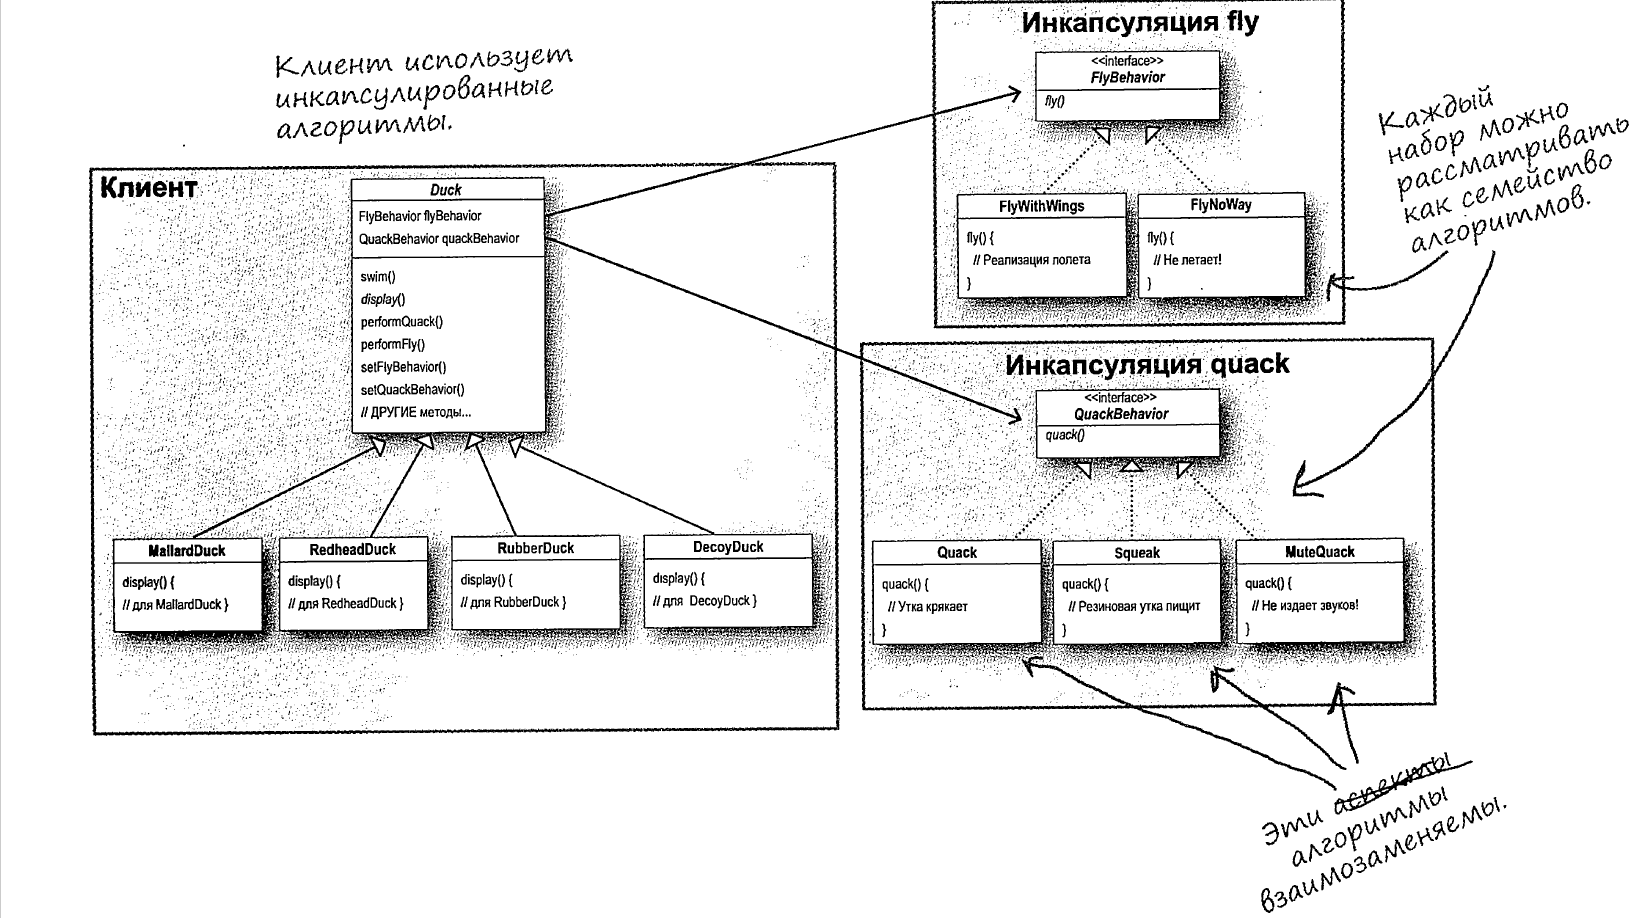 Клиент использует
инкапсулированные
алгоритмы.
Клиент
Duck
FlyBehavior flyBehavior
QuackBehavior quackBehavior
swim()
display()
performQuack()
performFly()
setFlyBehavior()
setQuackBehavior()
// ДРУГИЕ методы...
MallardDuck
display() {
// для MallardDuck }
RedheadDuck
display() {
// для RedheadDuck }
RubberDuck
display() {
// для RubberDuck }
DecoyDuck
display() {
// для DecoyDuck }
Инкапсуляция fly
<<interface>>
FlyBehavior
fly()
FlyWithWings
fly() {
// Реализация полета
}
FlyNoWay
fly() {
// Не летает!
}
Каждый
набор можно
рассматривать
как семейство
алгоритмов.
Инкапсуляция quack
<<interface>>
QuackBehavior
quack()
Quack
quack() {
// Утка крякает
}
Squeak
quack() {
// Резиновая утка пищит
}
MuteQuack
quack() {
// Не издает звуков!
}
Эти аспекты
алгоритмы
взаимозаменяемы.